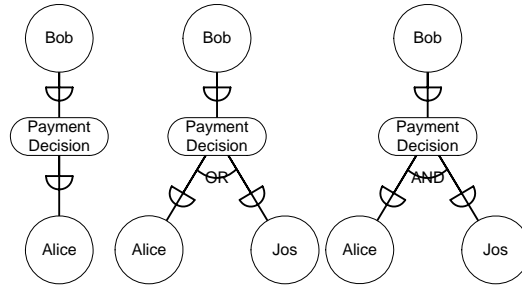 Bob
Bob
Bob
Payment
Decision
Payment
Decision
Payment
Decision
OR
AND
Alice
Alice
Jos
Alice
Jos